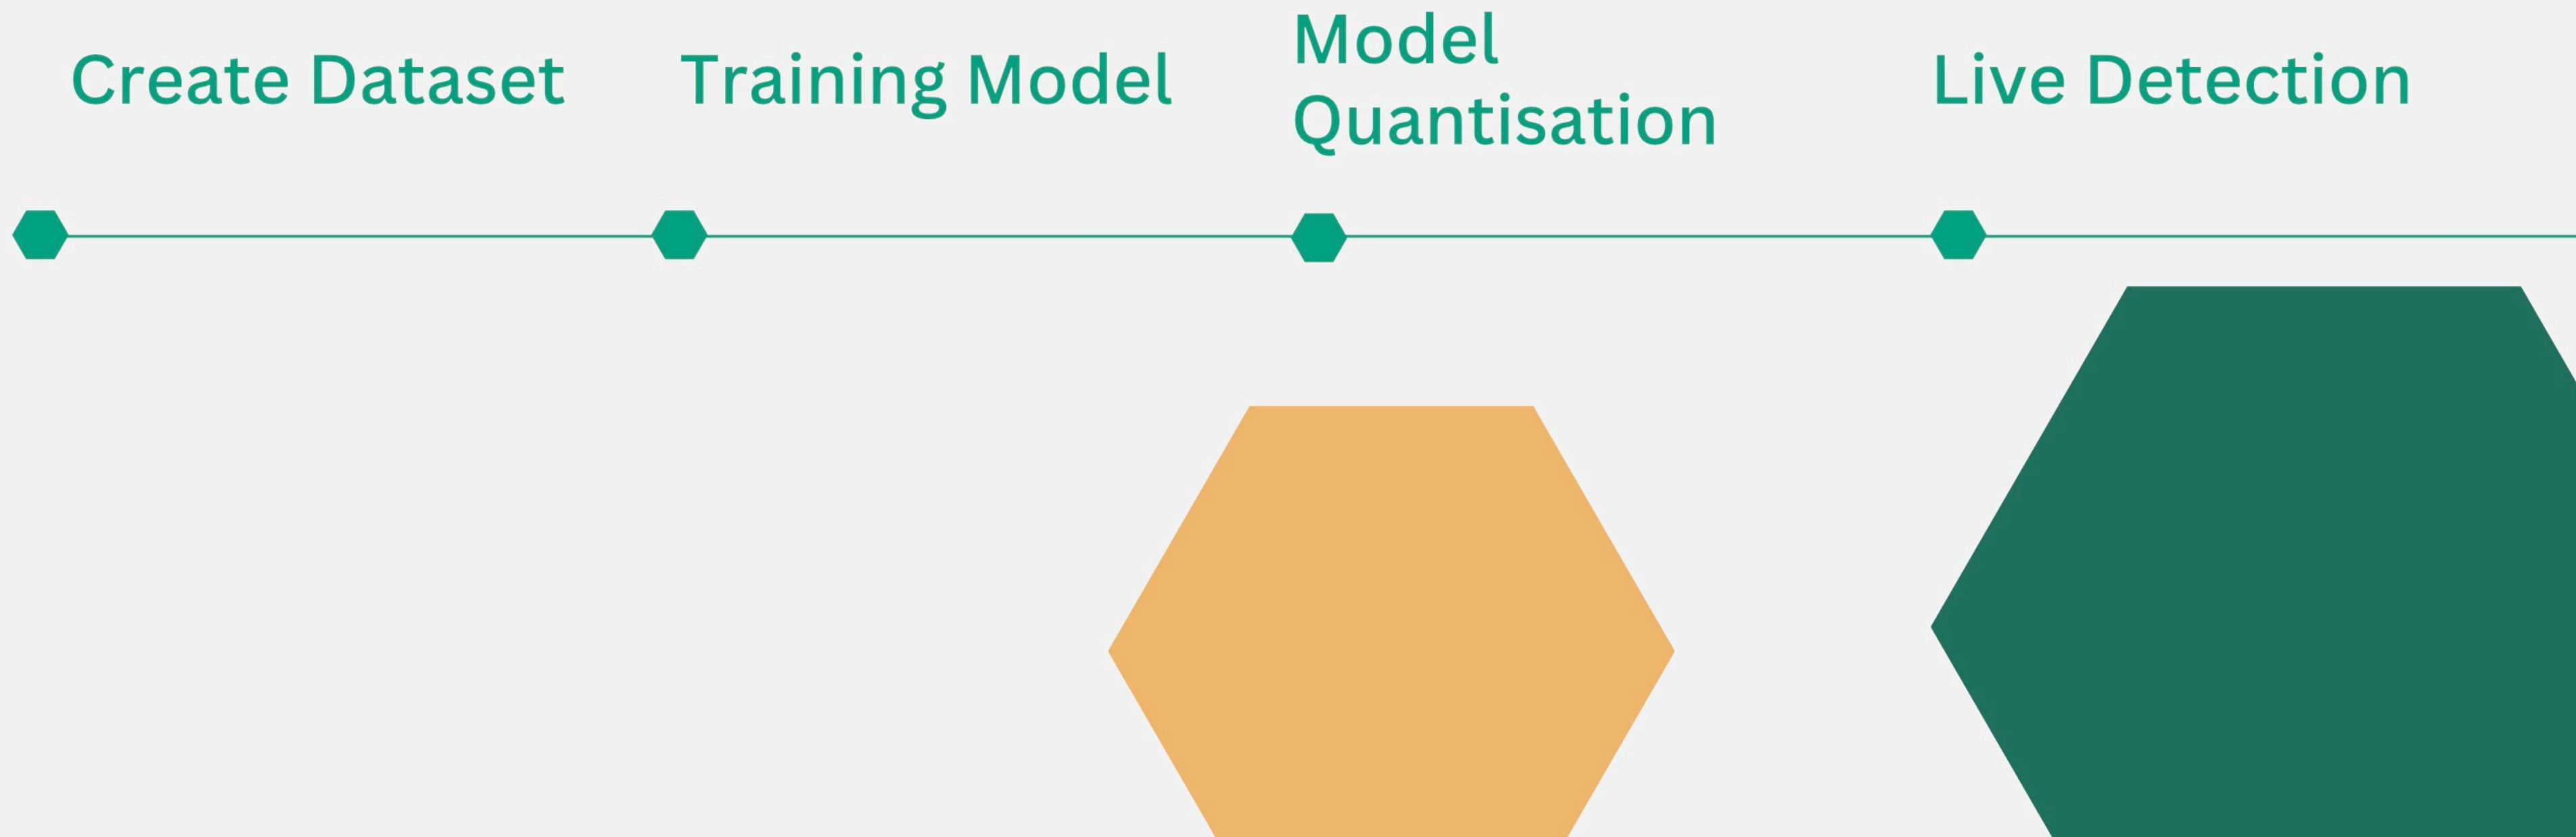 Create Dataset
Training Model
Model
Quantisation
Live Detection